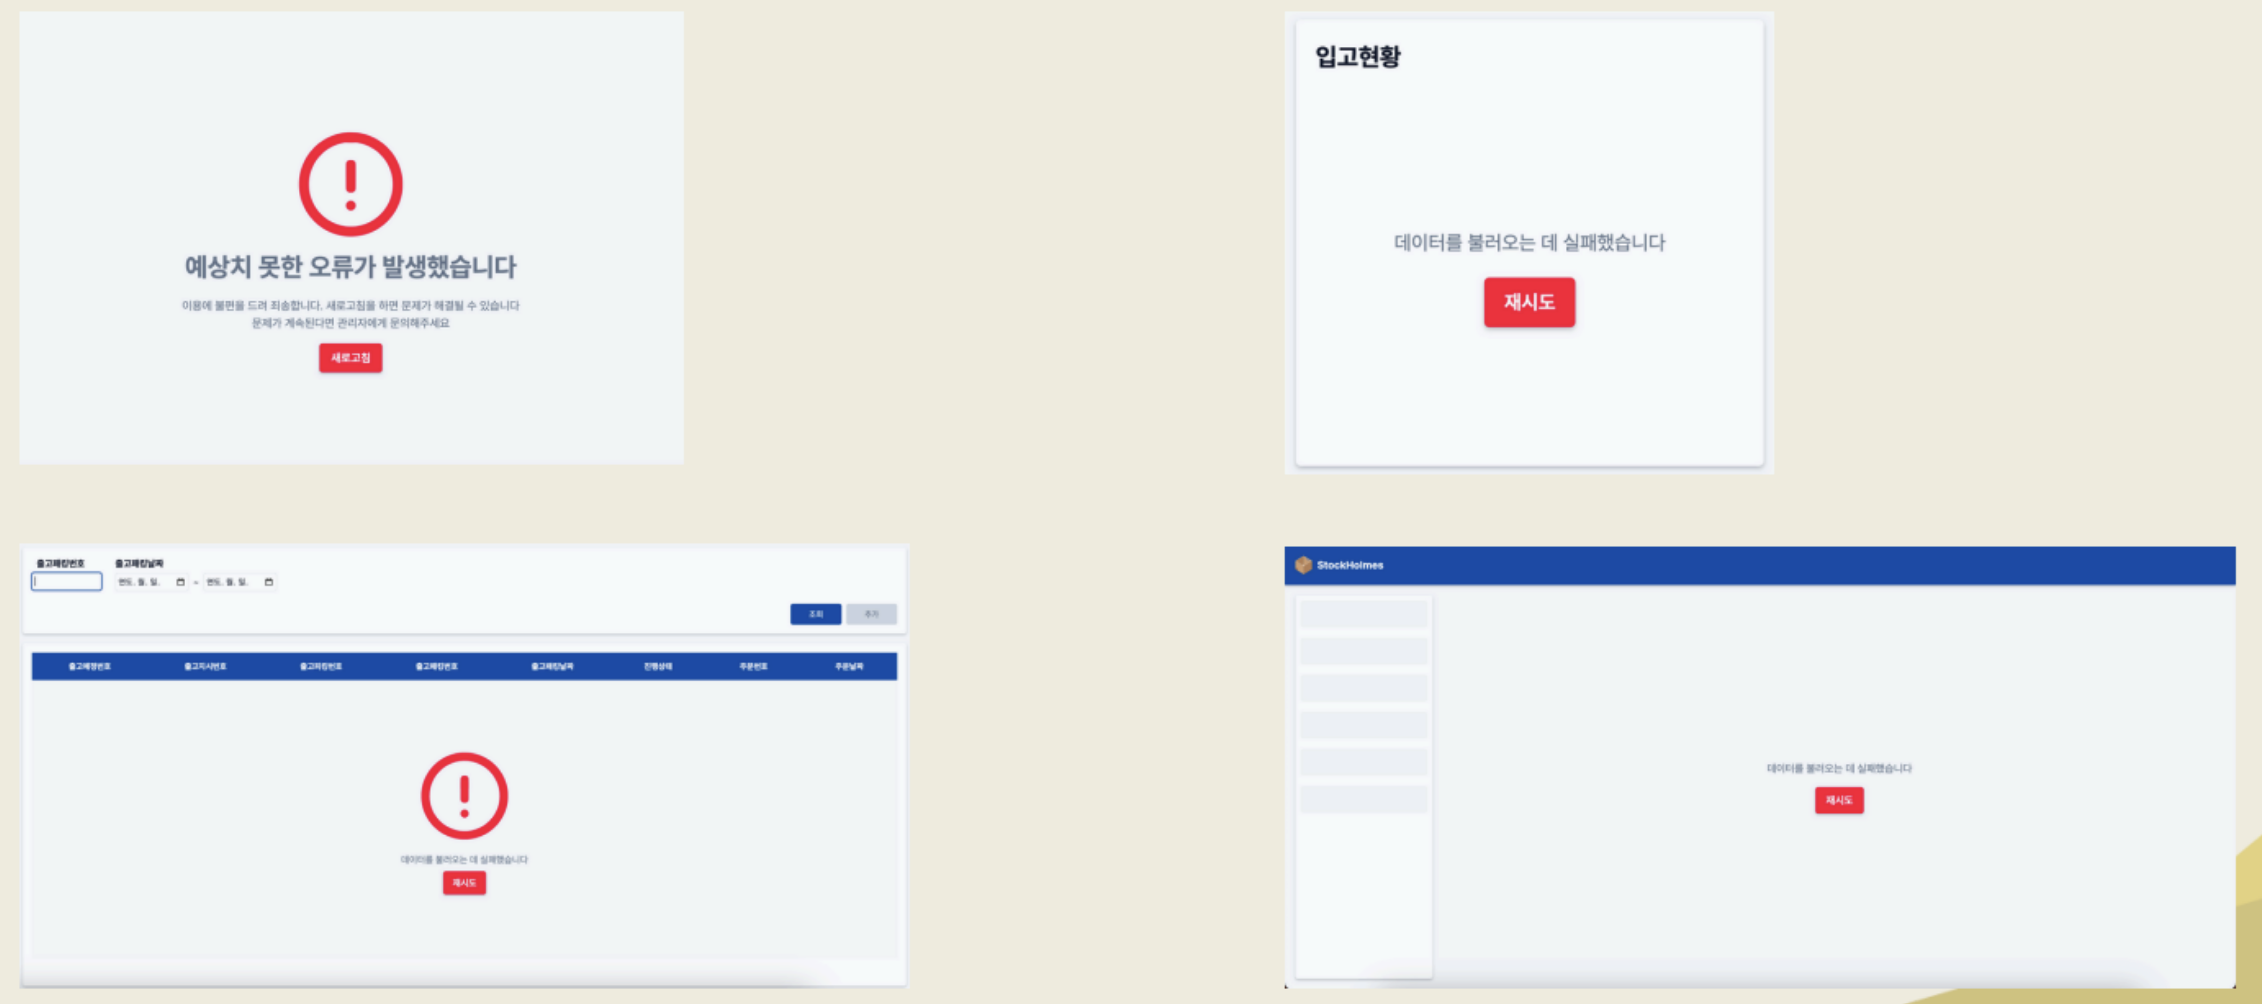 예상치 못한 오류가 발생했습니다
이용에 불편을 드려 죄송합니다. 새로고침을 하면 문제가 해결될 수 있습니다
문제가 계속된다면 관리자에게 문의해주세요
새로고침
입고현황
데이터를 불러오는 데 실패했습니다
재시도
출고패킹번호 출고패킹날짜
연도. 월. 일. ~ 연도. 월. 일.
조회 추가
출고예정번호 출고지시번호 출고피킹번호 출고패킹번호 출고패킹날짜 진행상태 주문번호 주문날짜
데이터를 불러오는 데 실패했습니다
재시도
StockHolmes
데이터를 불러오는 데 실패했습니다
재시도